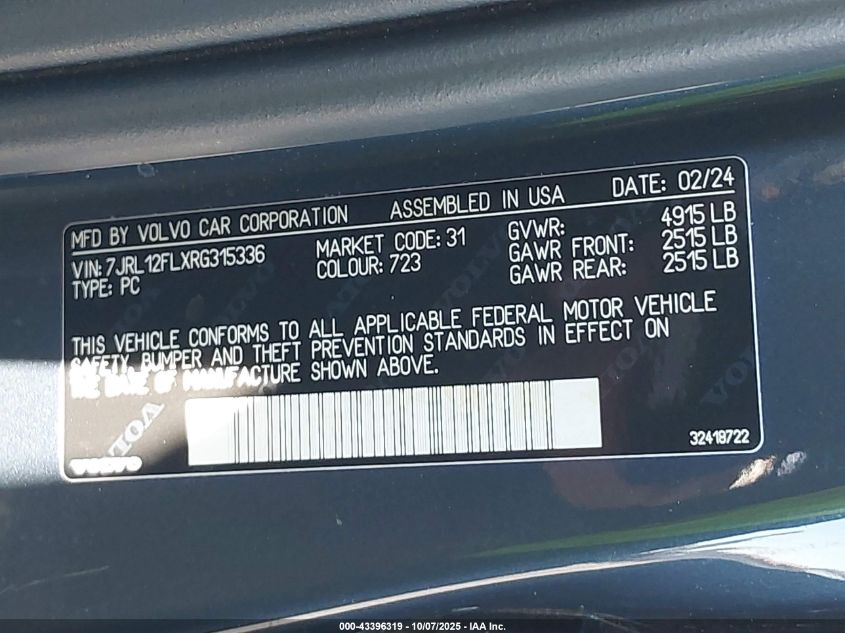 MFD BY VOLVO CAR CORPORATION ASSEMBLED IN USA DATE: 02/24
VIN: 7JRL12FLXRG315336 MARKET CODE: 31 GVWR: 4915 LB
TYPE: PC COLOUR: 723 GAWR FRONT: 2515 LB
GAWR REAR: 2515 LB
THIS VEHICLE CONFORMS TO ALL APPLICABLE FEDERAL MOTOR VEHICLE
SAFETY, BUMPER AND THEFT PREVENTION STANDARDS IN EFFECT ON
THE DATE OF MANUFACTURE SHOWN ABOVE.
VOLVO
VOLVO 32418722
000-43396319 - 10/07/2025 - IAA Inc.